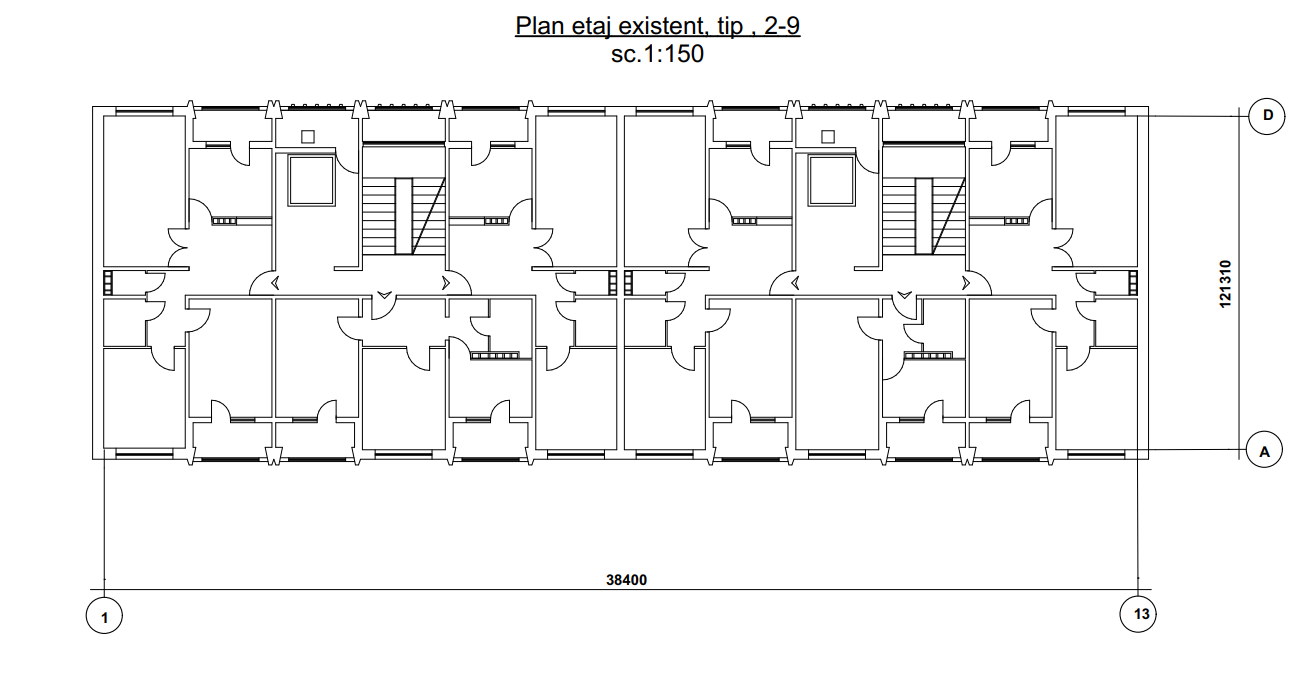 Plan etaj existent, tip , 2-9
sc.1:150
D
121310
A
38400
1
13